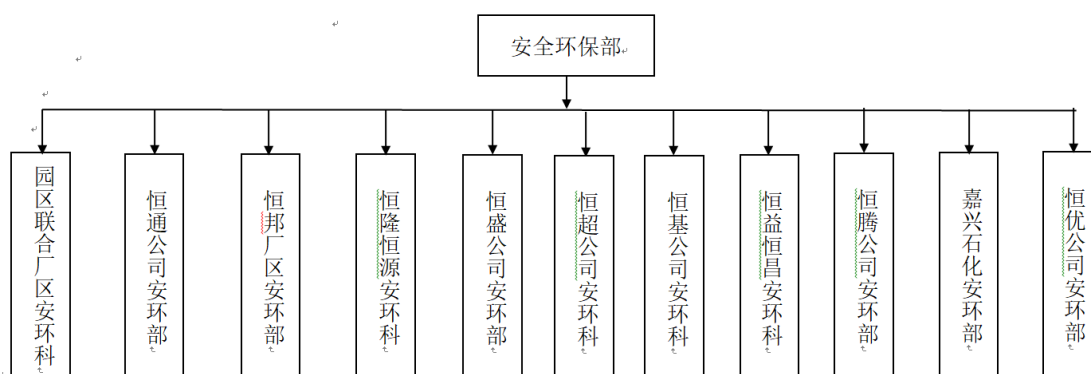 安全环保部
园区联合厂区安环科
恒通公司安环部
恒邦厂区安环部
恒隆恒源安环科
恒盛公司安环部
恒超公司安环科
恒基公司安环科
恒益恒昌安环科
恒腾公司安环部
嘉兴石化安环部
恒优公司安环部